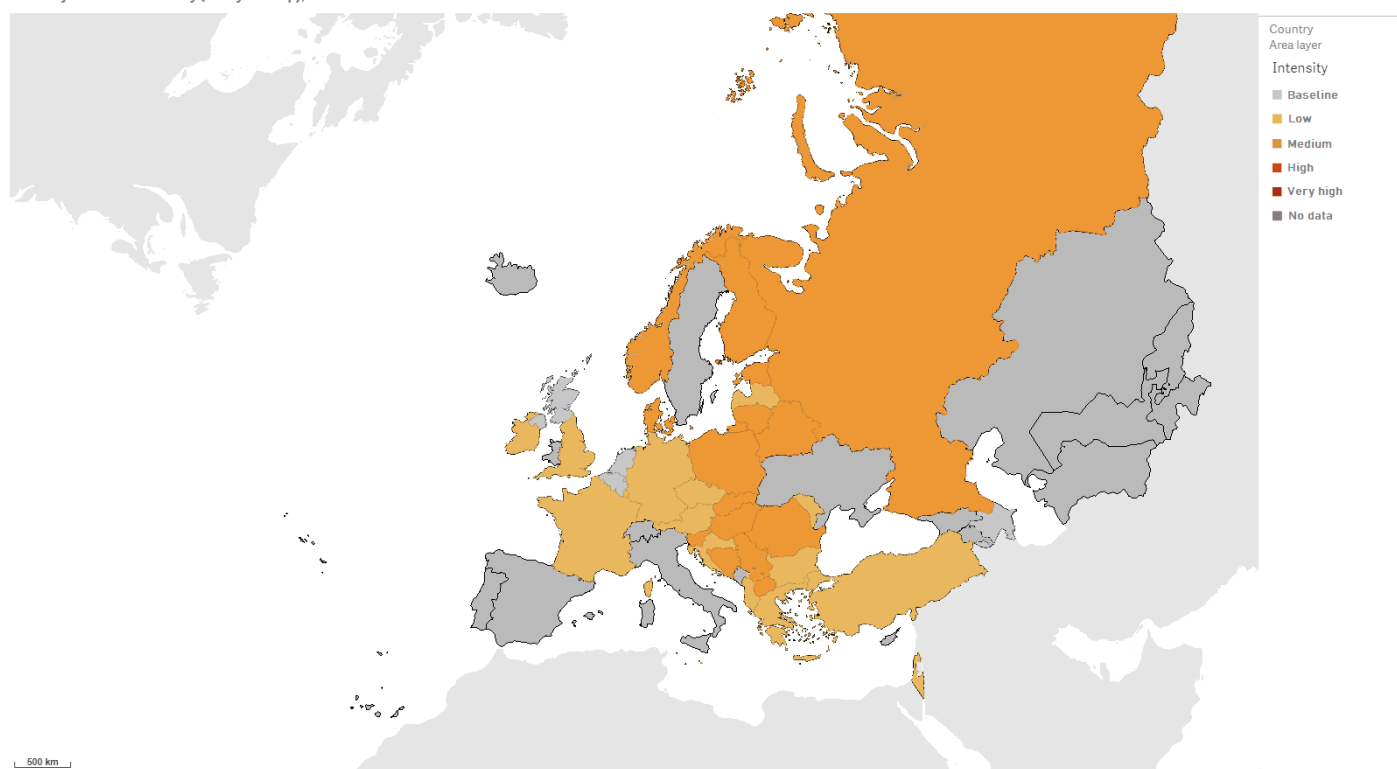 Country
Area layer
Intensity
Baseline
Low
Medium
High
Very high
No data
500 km